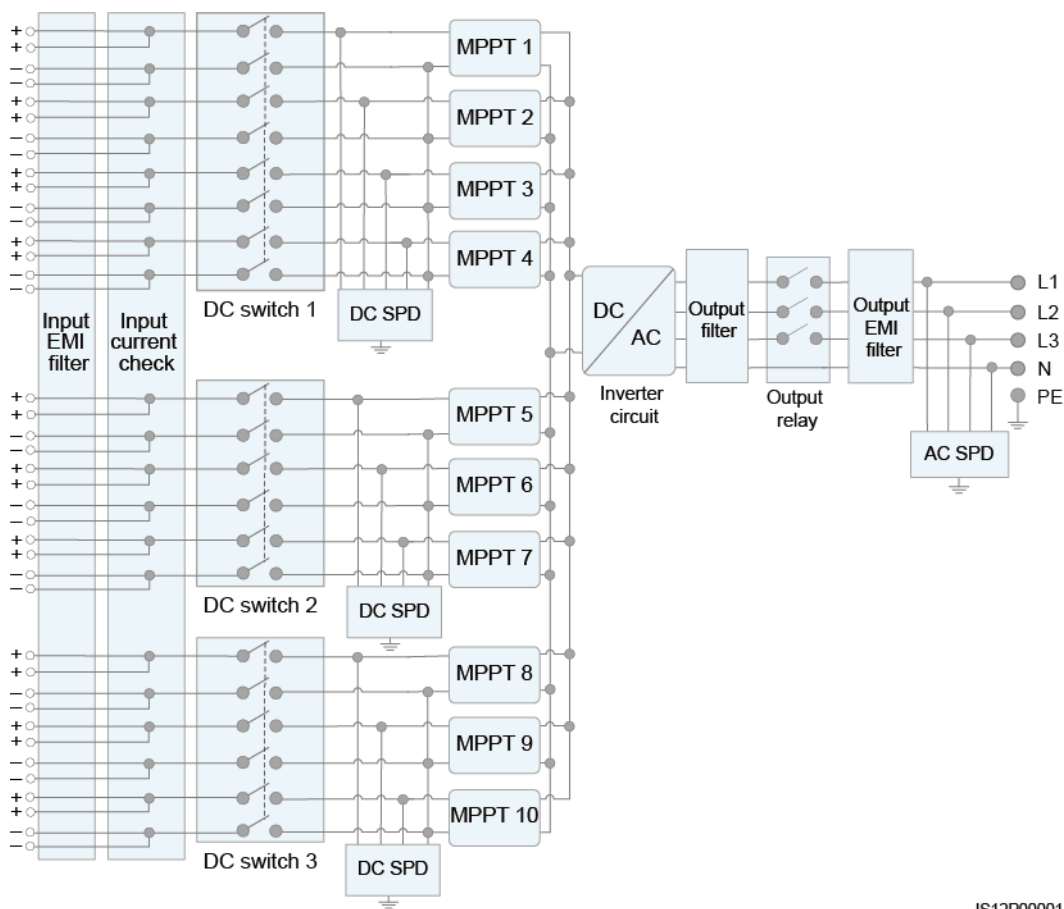 +
+
−
−
+
+
−
−
+
+
−
−
+
+
−
−
MPPT 1
MPPT 2
MPPT 3
MPPT 4
DC switch 1
DC SPD
Input
EMI
filter
Input
current
check
DC
AC
Inverter
circuit
Output
filter
Output
relay
Output
EMI
filter
L1
L2
L3
N
PE
AC SPD
+
+
−
−
+
+
−
−
+
+
−
−
MPPT 5
MPPT 6
MPPT 7
DC switch 2
DC SPD
+
+
−
−
+
+
−
−
+
+
−
−
MPPT 8
MPPT 9
MPPT 10
DC switch 3
DC SPD